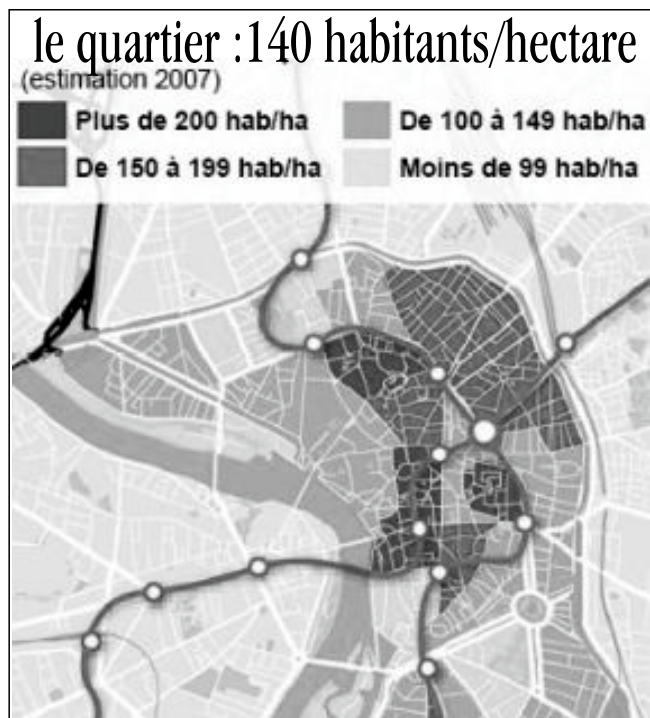 le quartier :140 habitants/hectare
(estimation 2007)
Plus de 200 hab/ha
De 100 à 149 hab/ha
De 150 à 199 hab/ha
Moins de 99 hab/ha